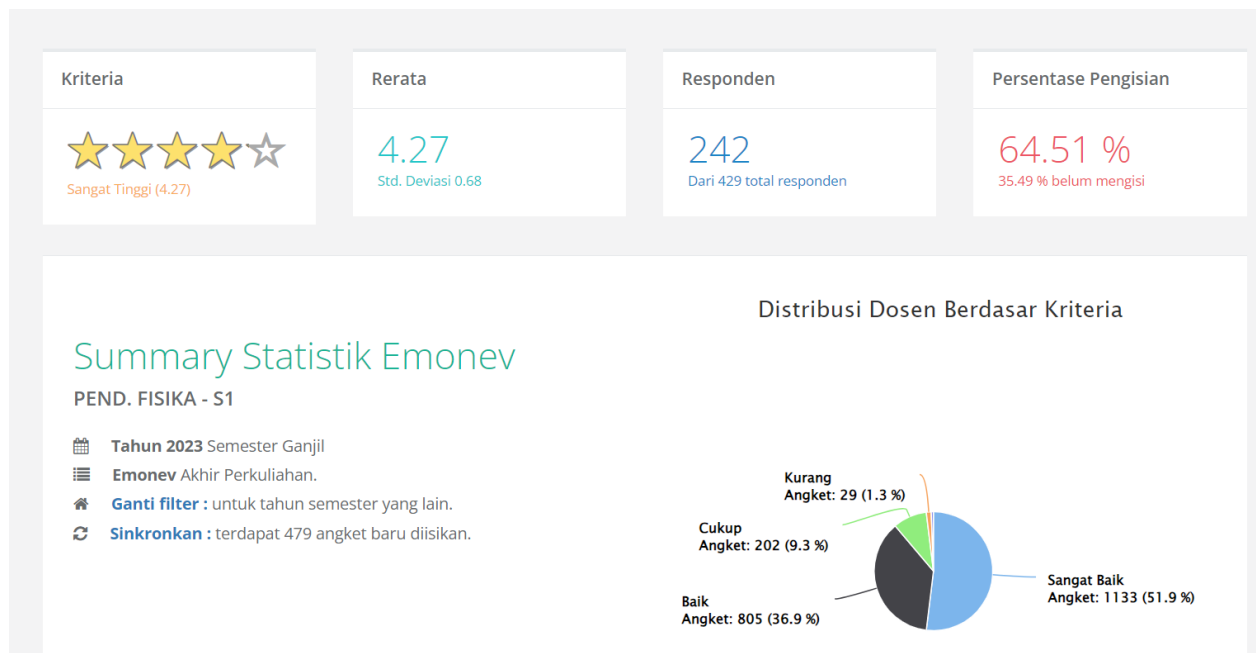 Kriteria
Sangat Tinggi (4.27)
Rerata
4.27
Std. Deviasi 0.68
Responden
242
Dari 429 total responden
Persentase Pengisian
64.51 %
35.49 % belum mengisi
Summary Statistik Emonev
PEND. FISIKA - S1
Tahun 2023 Semester Ganjil
Emonev Akhir Perkuliahan.
Ganti filter : untuk tahun semester yang lain.
Sinkronkan : terdapat 479 angket baru diisikan.
Distribusi Dosen Berdasar Kriteria
Kurang
Angket: 29 (1.3 %)
Cukup
Angket: 202 (9.3 %)
Baik
Angket: 805 (36.9 %)
Sangat Baik
Angket: 1133 (51.9 %)